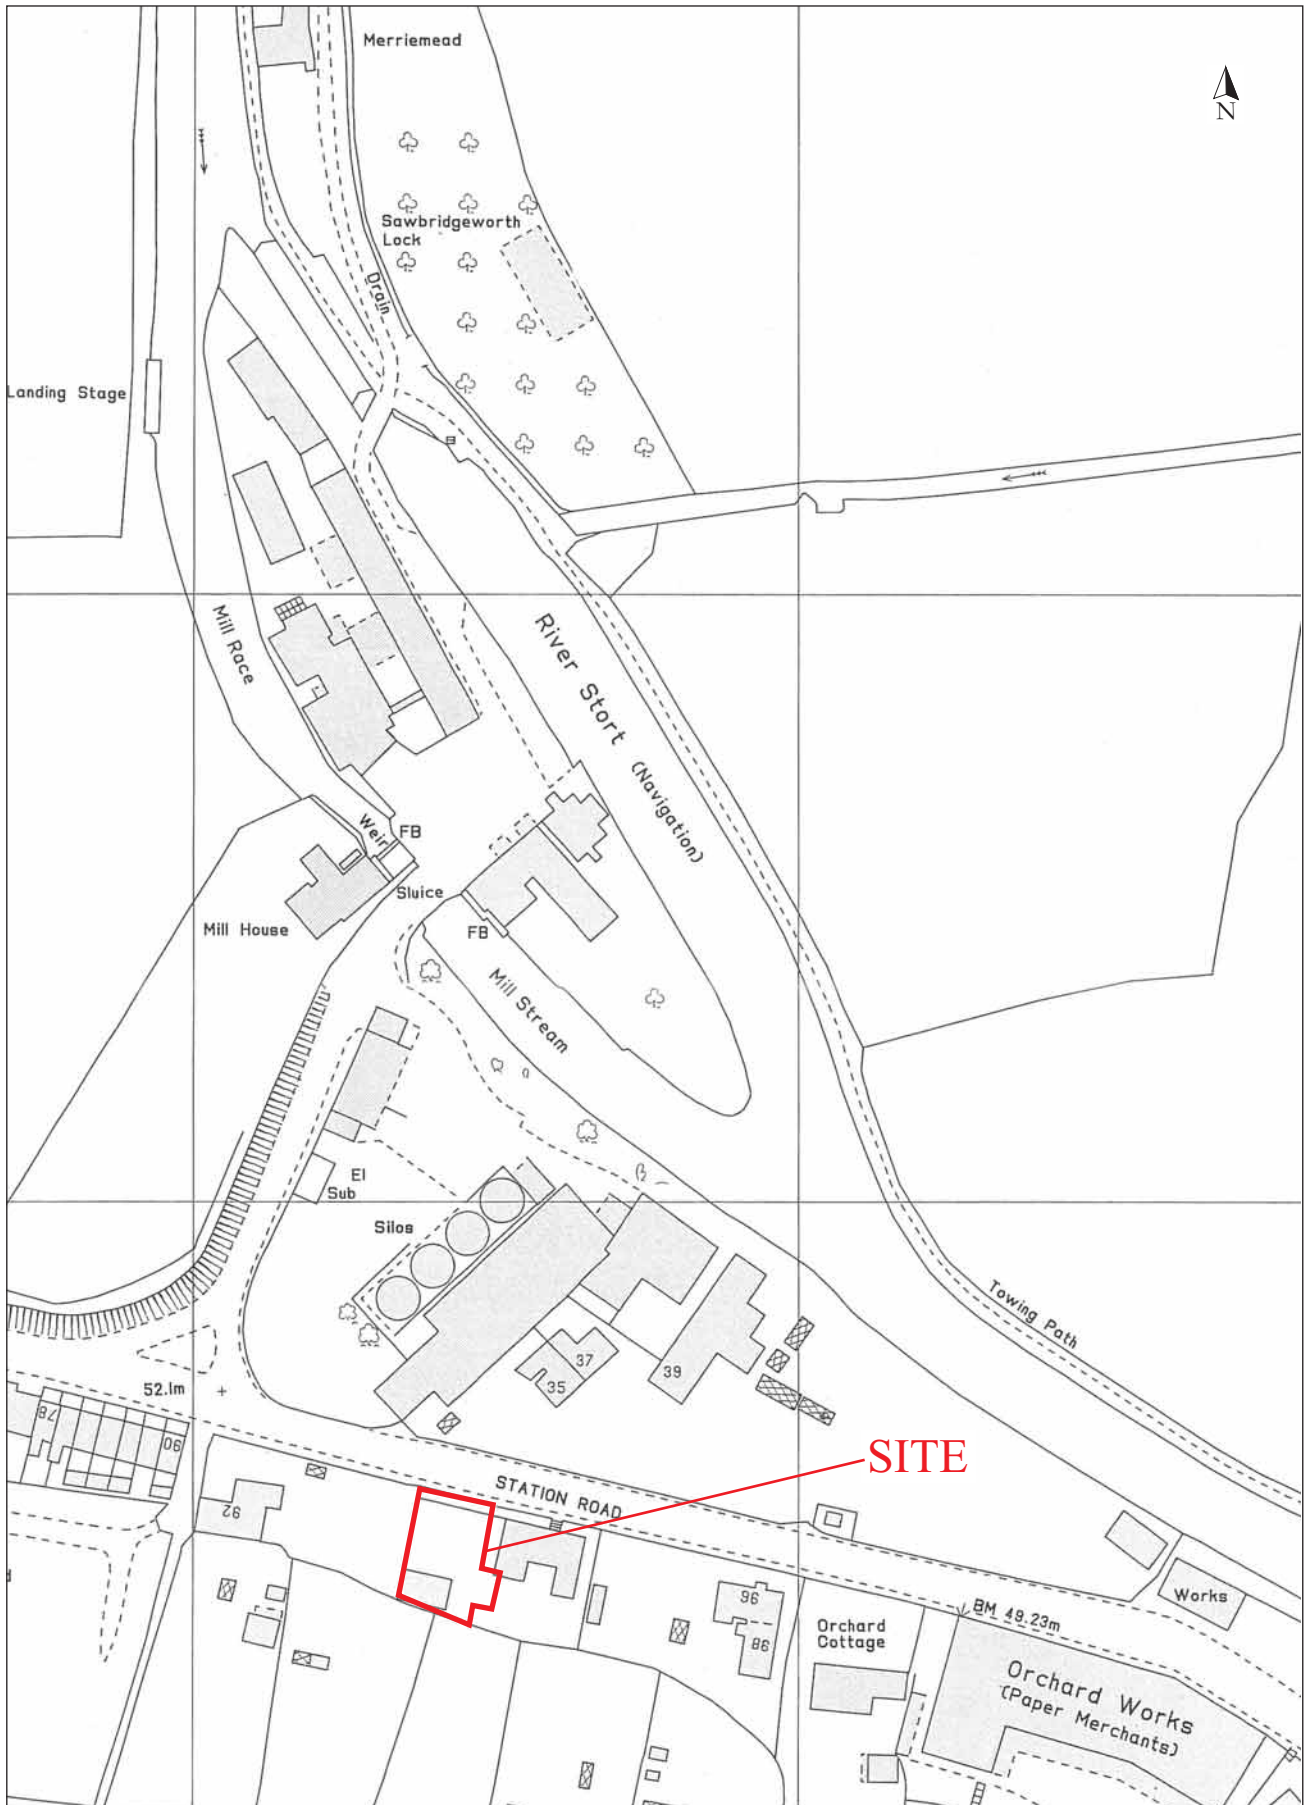 Merriemead
N
Sawbridgeworth
Lock
Drain
Landing Stage
Mill Race
River Stort (Navigation)
Weir
FB
Sluice
Mill House
FB
Mill Stream
El
Sub
Silos
Towing Path
37
35
39
52.1m
78
90
SITE
STATION ROAD
92
96
98
BM 49.23m
Works
Orchard
Cottage
Orchard Works
(Paper Merchants)